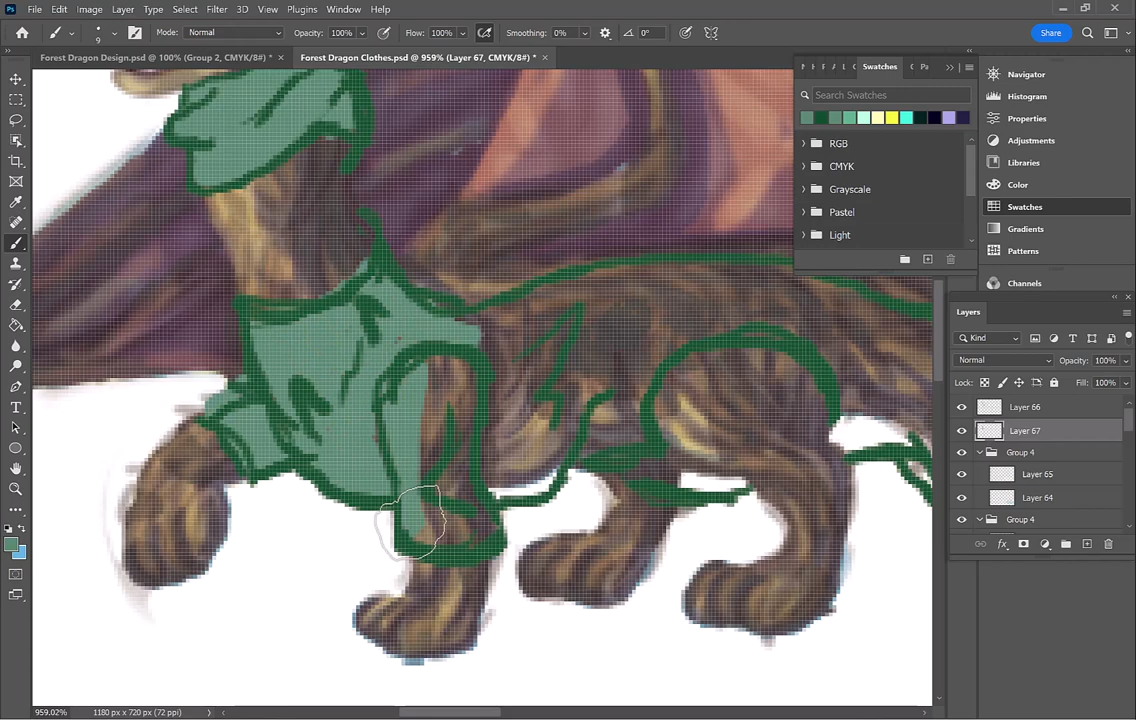 Ps File Edit Image Layer Type Select Filter 3D View Plugins Window Help
9 Mode: Normal Opacity: 100% Flow: 100% Smoothing: 0% 0° Share
Forest Dragon Design.psd @ 100% (Group 2, CMYK/8#) * × Forest Dragon Clothes.psd @ 959% (Layer 67, CMYK/8#) * ×
Swatches C Pa
Search Swatches
RGB
CMYK
Grayscale
Pastel
Light
Navigator
Histogram
Properties
Adjustments
Libraries
Color
Swatches
Gradients
Patterns
Channels
Layers
Kind
Normal Opacity: 100%
Lock: Fill: 100%
Layer 66
Layer 67
Group 4
Layer 65
Layer 64
Group 4
fx
959.02% 1180 px x 720 px (72 ppi)